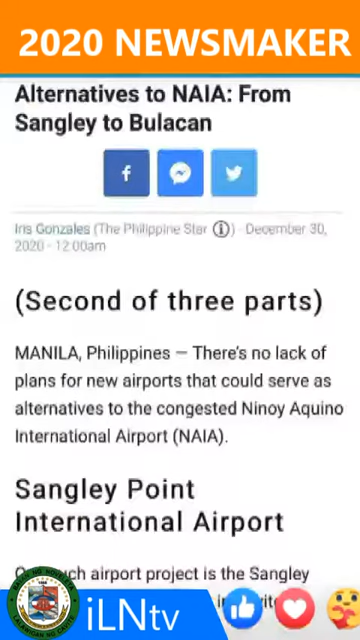 2020 NEWSMAKER
Alternatives to NAIA: From
Sangley to Bulacan
Iris Gonzales (The Philippine Star ) - December 30,
2020 - 12:00am
(Second of three parts)
MANILA, Philippines — There's no lack of
plans for new airports that could serve as
alternatives to the congested Ninoy Aquino
International Airport (NAIA).
Sangley Point
International Airport
ch airport project is the Sangley
iLNtv